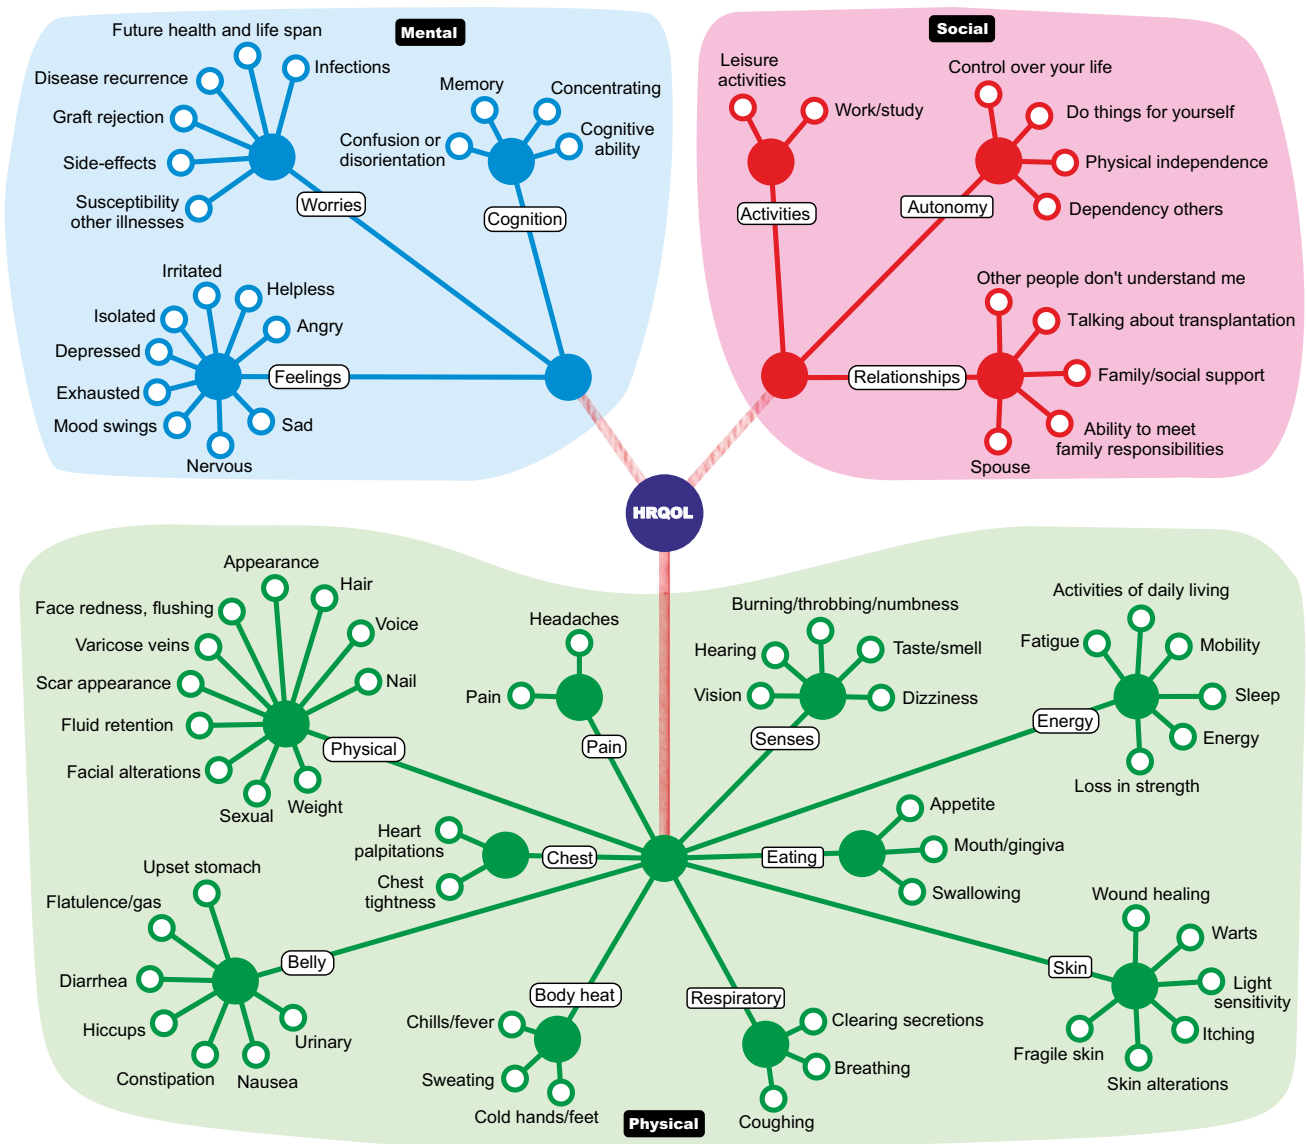 Mental
Future health and life span
Infections
Disease recurrence
Graft rejection
Side-effects
Susceptibility
other illnesses
Worries
Memory
Concentrating
Confusion or
disorientation
Cognitive
ability
Cognition
Irritated
Helpless
Isolated
Angry
Depressed
Exhausted
Mood swings
Sad
Nervous
Feelings
Social
Leisure
activities
Work/study
Activities
Control over your life
Do things for yourself
Physical independence
Dependency others
Autonomy
Other people don't understand me
Talking about transplantation
Family/social support
Ability to meet
family responsibilities
Spouse
Relationships
HRQOL
Appearance
Hair
Face redness, flushing
Voice
Varicose veins
Scar appearance
Nail
Fluid retention
Facial alterations
Sexual
Weight
Physical
Headaches
Pain
Pain
Burning/throbbing/numbness
Hearing
Taste/smell
Vision
Dizziness
Senses
Activities of daily living
Fatigue
Mobility
Sleep
Energy
Energy
Loss in strength
Heart
palpitations
Chest
tightness
Chest
Eating
Appetite
Mouth/gingiva
Swallowing
Upset stomach
Flatulence/gas
Diarrhea
Hiccups
Constipation
Nausea
Urinary
Belly
Body heat
Chills/fever
Sweating
Cold hands/feet
Respiratory
Clearing secretions
Breathing
Coughing
Skin
Wound healing
Warts
Light
sensitivity
Itching
Fragile skin
Skin alterations
Physical